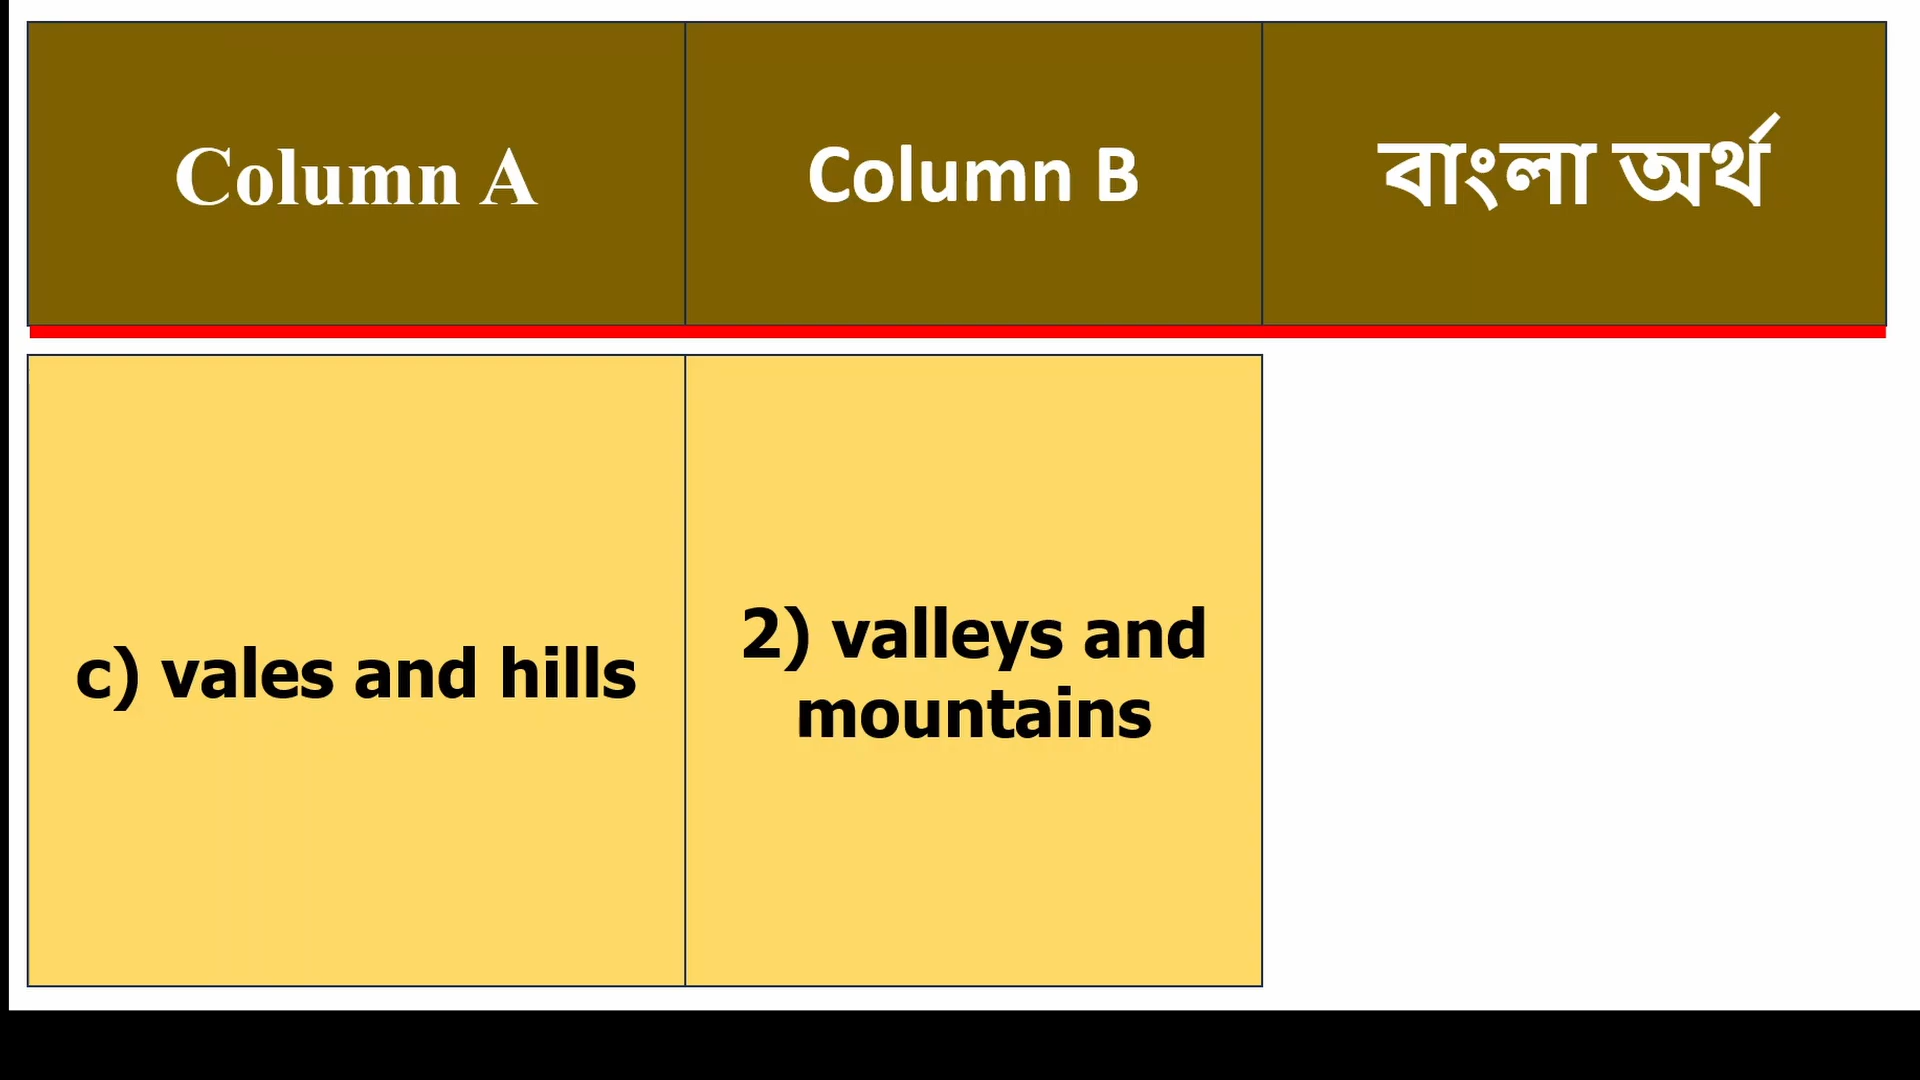 Column A
Column B
বাংলা অর্থ
c) vales and hills
2) valleys and
mountains